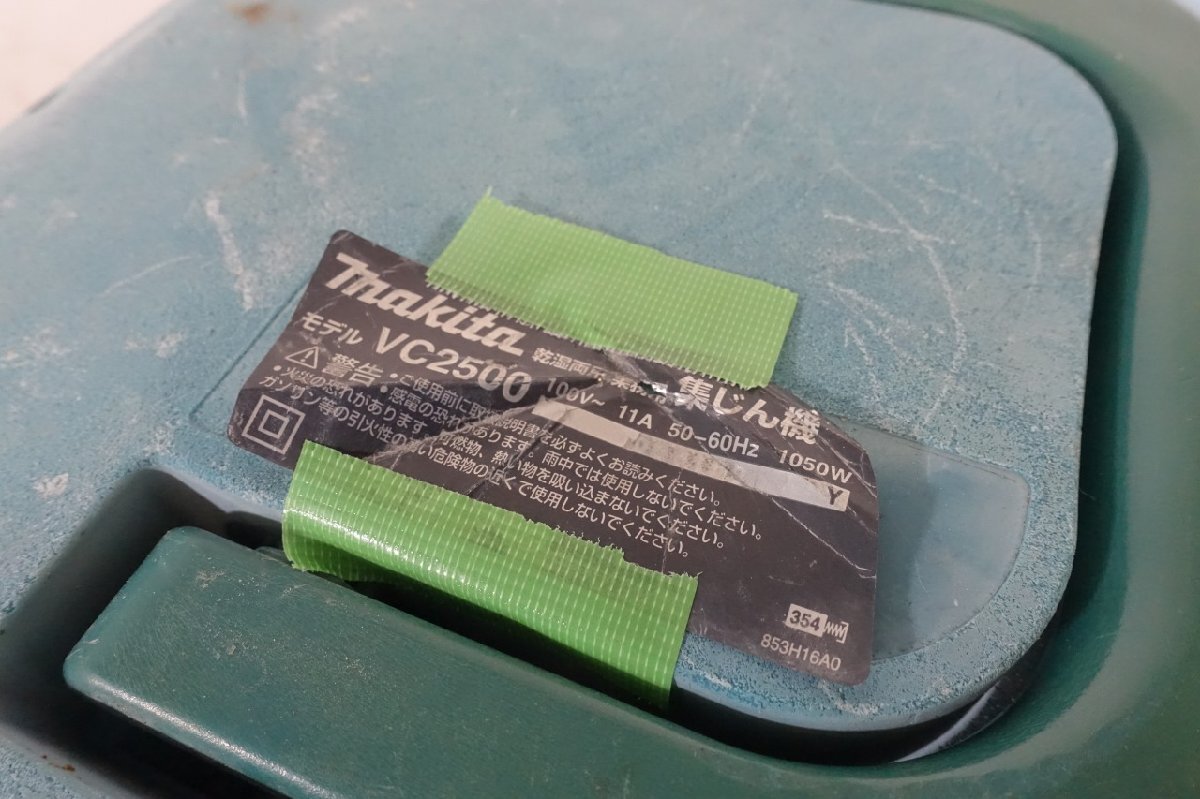 makita
乾湿両用 集じん機
モデル VC2500
100V~ 11A 50-60Hz 1050W
Y
警告 ・ご使用前に取 説明書を必ずよくお読みください。
・感電の恐れ あります。雨中では使用しないでください。
・火災の恐れがあります。可燃物、熱い物を吸い込まないでください。
ガソリン等の引火性の 危険物の近くで使用しないでください。
354
853H16A0